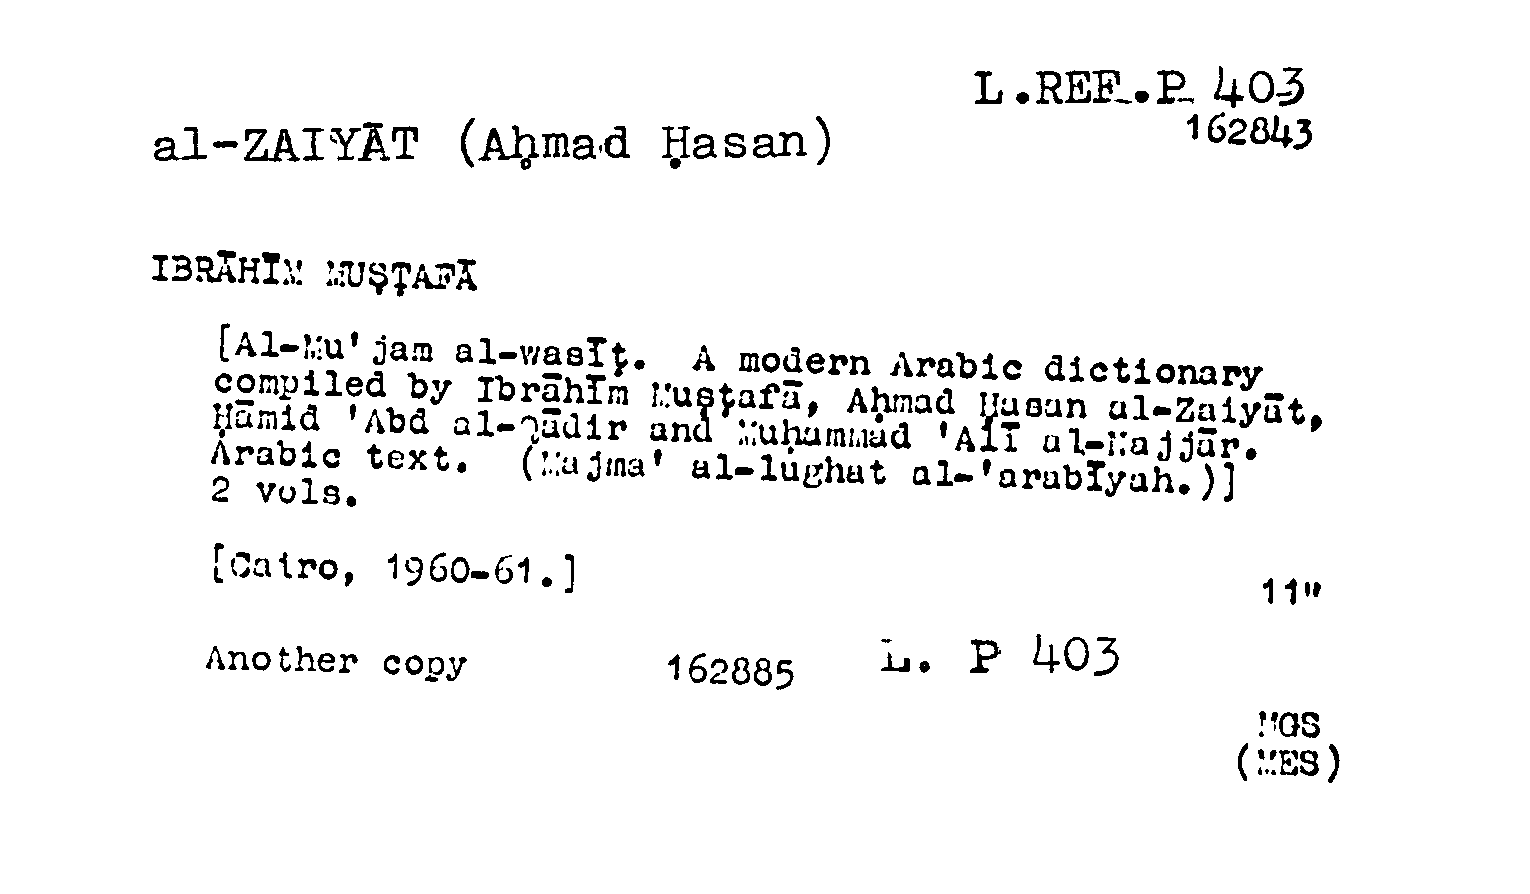 L.REF.P 403
162843
al-ZAIYĀT (Aḥmad Ḥasan)
IBRĀHĪM MUṢṬAFĀ
[Al-Mu'jam al-wasīṭ. A modern Arabic dictionary
compiled by Ibrāhīm Muṣṭafā, Aḥmad Ḥasan al-Zaiyāt,
Ḥāmid 'Abd al-Qādir and Muḥammad 'Alī al-Najjār.
Arabic text. (Majma' al-lughat al-'arabīyah.)]
2 vols.
[Cairo, 1960-61.]
11"
Another copy 162885 L. P 403
MGS
(MES)